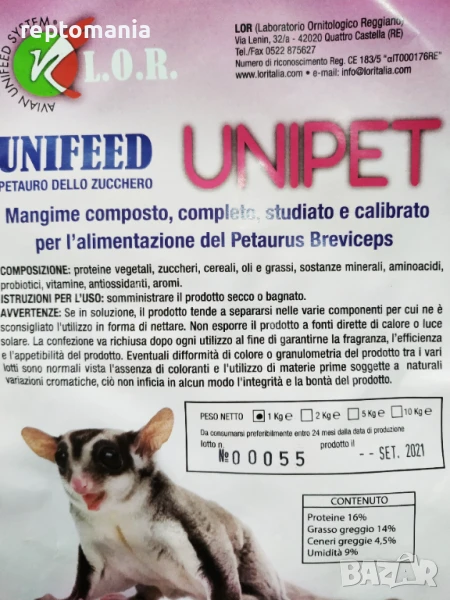 reptomania
AVIAN UNIFEED SYSTEM®
L.O.R.
LOR (Laboratorio Ornitologico Reggiano)
Via Lenin, 32/a - 42020 Quattro Castella (RE)
Tel./Fax 0522 875627
Numero di riconoscimento Reg. CE 183/5 "αIT000176RE"
www.loritalia.com • e-mail: info@loritalia.com
UNIFEED
PETAURO DELLO ZUCCHERO
UNIPET
Mangime composto, completo, studiato e calibrato
per l'alimentazione del Petaurus Breviceps
COMPOSIZIONE: proteine vegetali, zuccheri, cereali, oli e grassi, sostanze minerali, aminoacidi,
probiotici, vitamine, antiossidanti, aromi.
ISTRUZIONI PER L'USO: somministrare il prodotto secco o bagnato.
AVVERTENZE: Se in soluzione, il prodotto tende a separarsi nelle varie componenti per cui ne è
sconsigliato l'utilizzo in forma di nettare. Non esporre il prodotto a fonti dirette di calore o luce
solare. La confezione va richiusa dopo ogni utilizzo al fine di garantirne la fragranza, l'efficienza
e l'appetibilità del prodotto. Eventuali difformità di colore o granulometria del prodotto tra i vari
lotti sono normali vista l'assenza di coloranti e l'utilizzo di materie prime soggette a naturali
variazioni cromatiche, ciò non inficia in alcun modo l'integrità e la bontà del prodotto.
PESO NETTO 1 Kg e 2 Kg e 5 Kg e 10 Kg e
Da consumarsi preferibilmente entro 24 mesi dalla data di produzione
lotto n. prodotto il
№00055 -- SET. 2021
CONTENUTO
Proteine 16%
Grasso greggio 14%
Ceneri greggie 4,5%
Umidità 9%
BAZAR